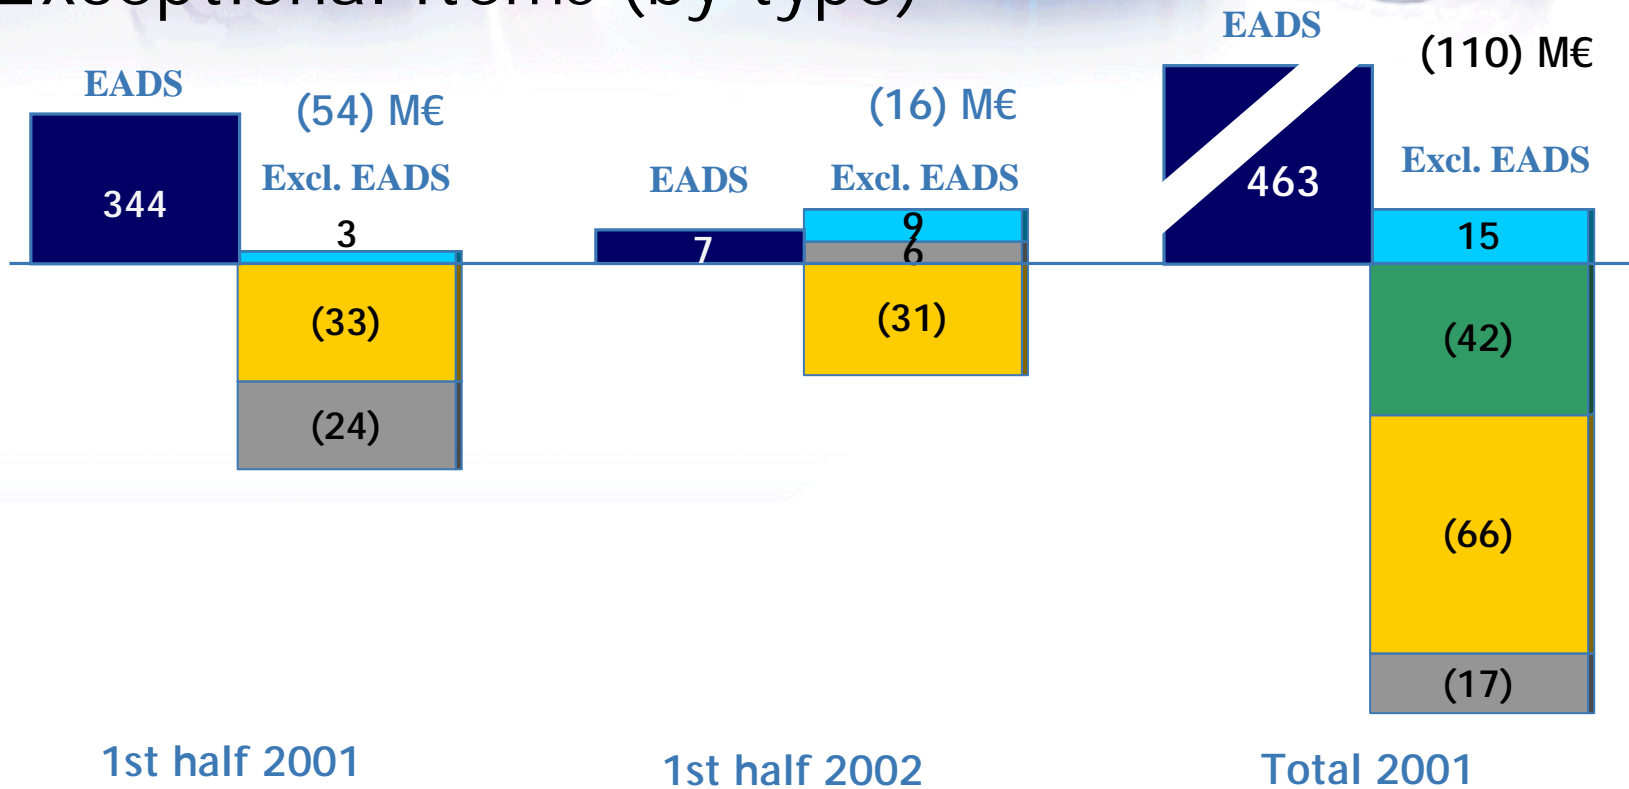 Exceptional items (by type)
EADS
(54) M€
Excl. EADS
344
3
(33)
(24)
1st half 2001
EADS
(16) M€
Excl. EADS
7
9
6
(31)
1st half 2002
EADS
(110) M€
Excl. EADS
463
15
(42)
(66)
(17)
Total 2001